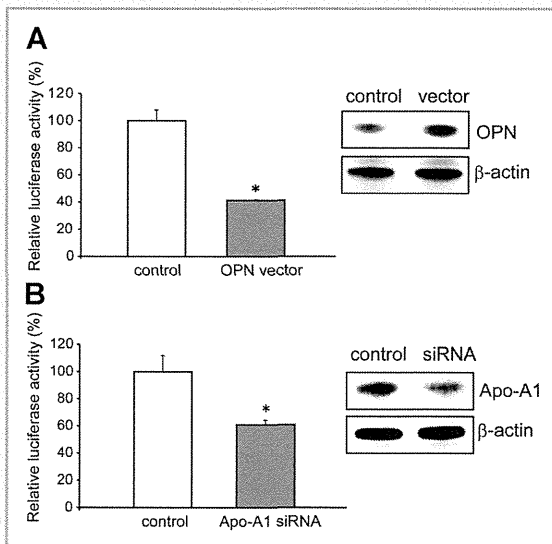 A
Relative luciferase activity (%)
120
100
80
60
40
20
0
*
control
OPN vector
control vector
OPN
β-actin
B
Relative luciferase activity (%)
120
100
80
60
40
20
0
*
control
Apo-A1 siRNA
control siRNA
Apo-A1
β-actin